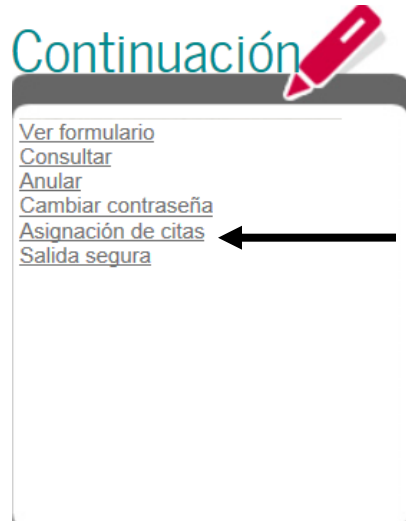 Continuación
Ver formulario
Consultar
Anular
Cambiar contraseña
Asignación de citas
Salida segura